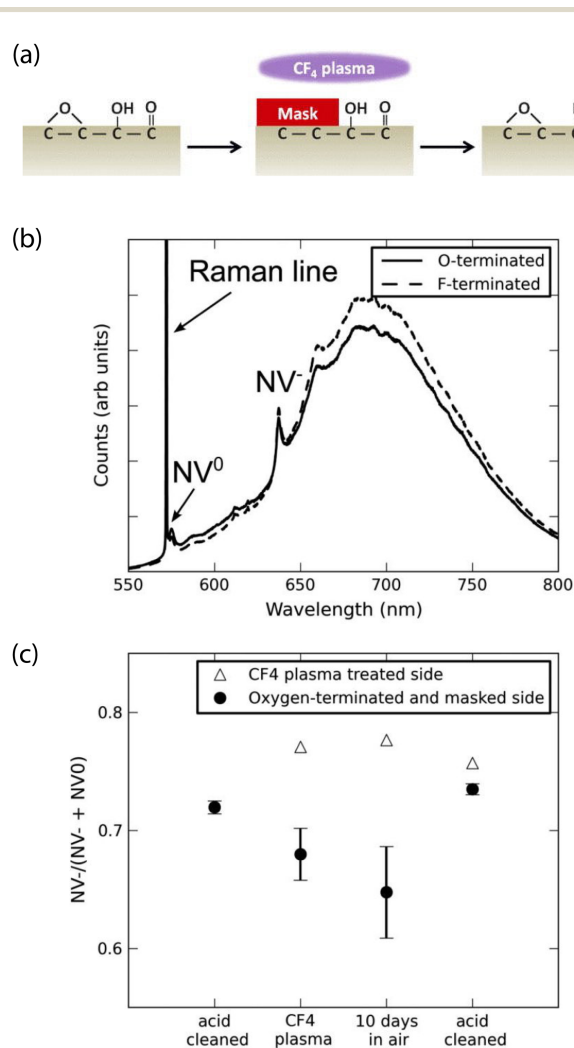 (a)
CF₄ plasma
O OH O
Mask OH O
O
C — C — C — C
C — C — C — C
C — C — C
(b)
Raman line
O-terminated
F-terminated
NV⁻
NV⁰
Counts (arb units)
550 600 650 700 750 800
Wavelength (nm)
(c)
CF4 plasma treated side
Oxygen-terminated and masked side
0.8
0.7
0.6
NV-/(NV- + NV0)
acid cleaned
CF4 plasma
10 days in air
acid cleaned